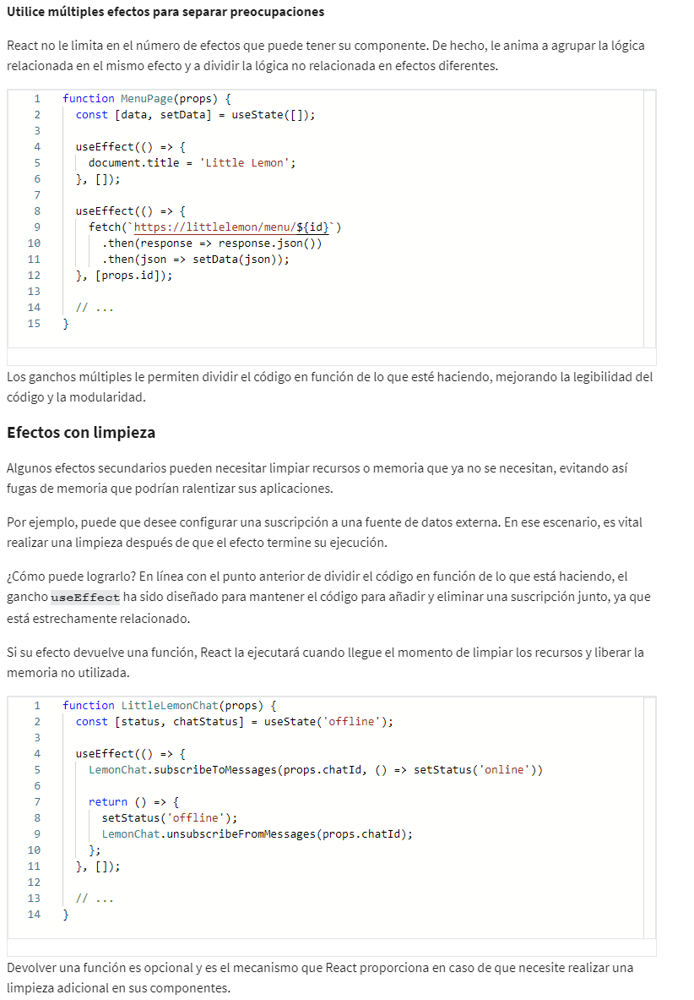 Utilice múltiples efectos para separar preocupaciones
React no le limita en el número de efectos que puede tener su componente. De hecho, le anima a agrupar la lógica
relacionada en el mismo efecto y a dividir la lógica no relacionada en efectos diferentes.
1 function MenuPage(props) {
2   const [data, setData] = useState([]);
3
4   useEffect(() => {
5     document.title = 'Little Lemon';
6   }, []);
7
8   useEffect(() => {
9     fetch(`https://littlelemon/menu/${id}`)
10       .then(response => response.json())
11       .then(json => setData(json));
12   }, [props.id]);
13
14   // ...
15 }
Los ganchos múltiples le permiten dividir el código en función de lo que esté haciendo, mejorando la legibilidad del
código y la modularidad.
Efectos con limpieza
Algunos efectos secundarios pueden necesitar limpiar recursos o memoria que ya no se necesitan, evitando así
fugas de memoria que podrían ralentizar sus aplicaciones.
Por ejemplo, puede que desee configurar una suscripción a una fuente de datos externa. En ese escenario, es vital
realizar una limpieza después de que el efecto termine su ejecución.
¿Cómo puede lograrlo? En línea con el punto anterior de dividir el código en función de lo que está haciendo, el
gancho useEffect ha sido diseñado para mantener el código para añadir y eliminar una suscripción junto, ya que
está estrechamente relacionado.
Si su efecto devuelve una función, React la ejecutará cuando llegue el momento de limpiar los recursos y liberar la
memoria no utilizada.
1 function LittleLemonChat(props) {
2   const [status, chatStatus] = useState('offline');
3
4   useEffect(() => {
5     LemonChat.subscribeToMessages(props.chatId, () => setStatus('online'))
6
7     return () => {
8       setStatus('offline');
9       LemonChat.unsubscribeFromMessages(props.chatId);
10     };
11   }, []);
12
13   // ...
14 }
Devolver una función es opcional y es el mecanismo que React proporciona en caso de que necesite realizar una
limpieza adicional en sus componentes.